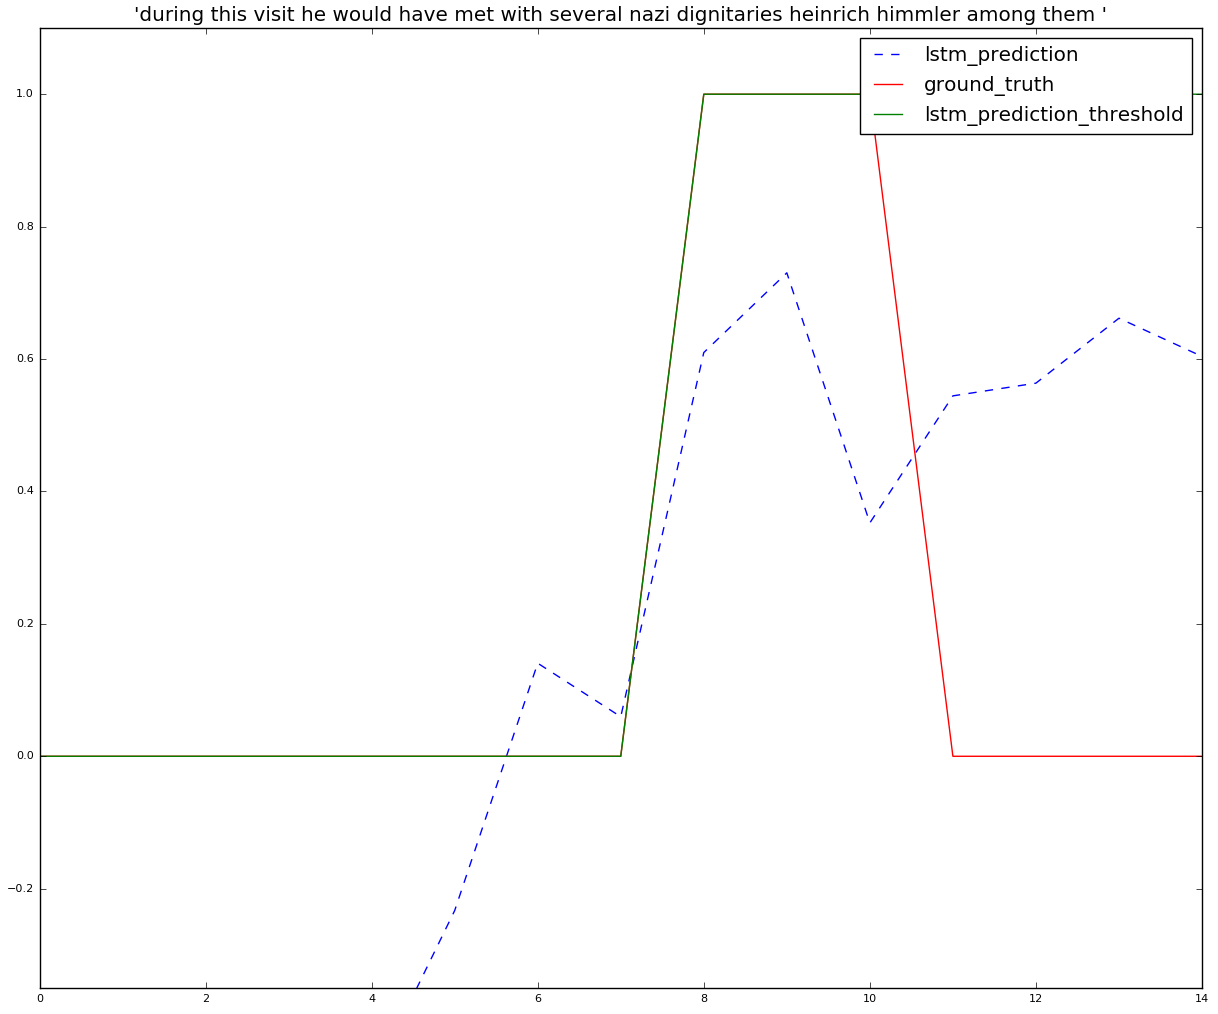 'during this visit he would have met with several nazi dignitaries heinrich himmler among them '
lstm_prediction
ground_truth
lstm_prediction_threshold
1.0
0.8
0.6
0.4
0.2
0.0
−0.2
0 2 4 6 8 10 12 14